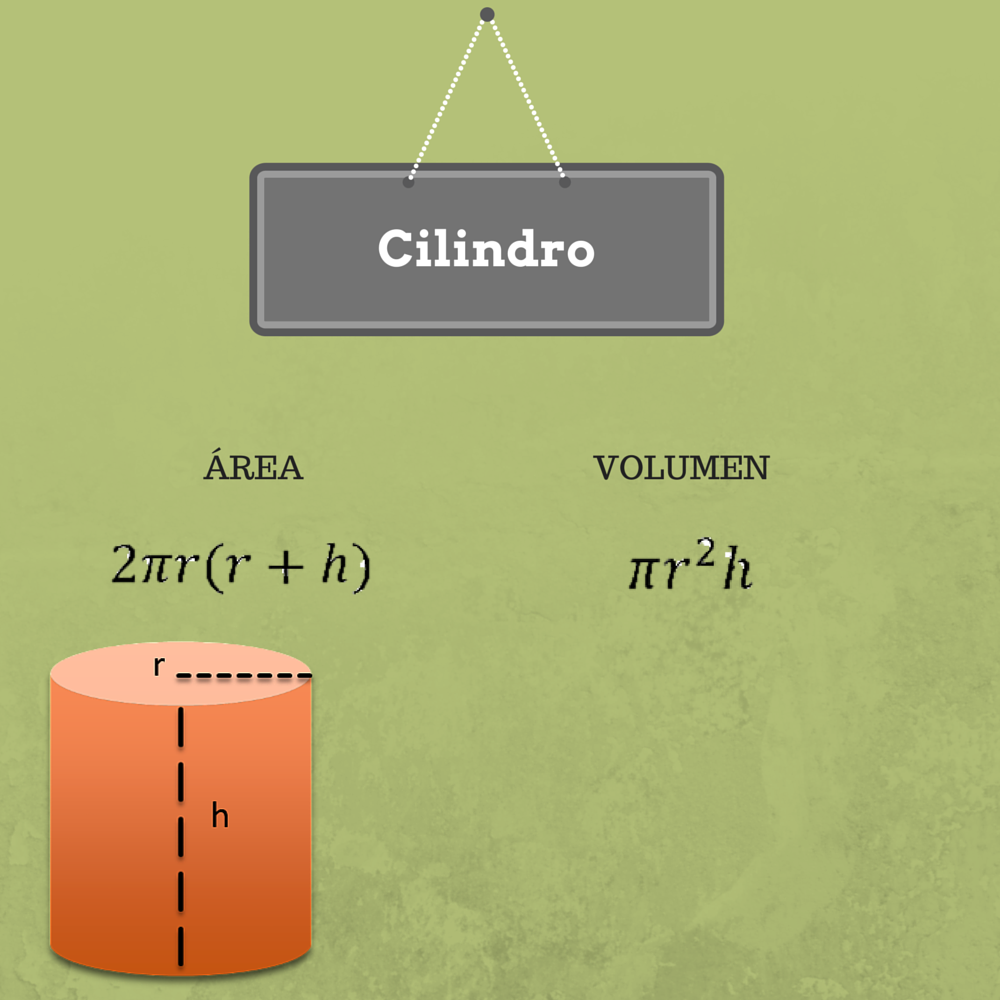 Cilindro
ÁREA
VOLUMEN
2πr(r + h)
πr²h
r
h